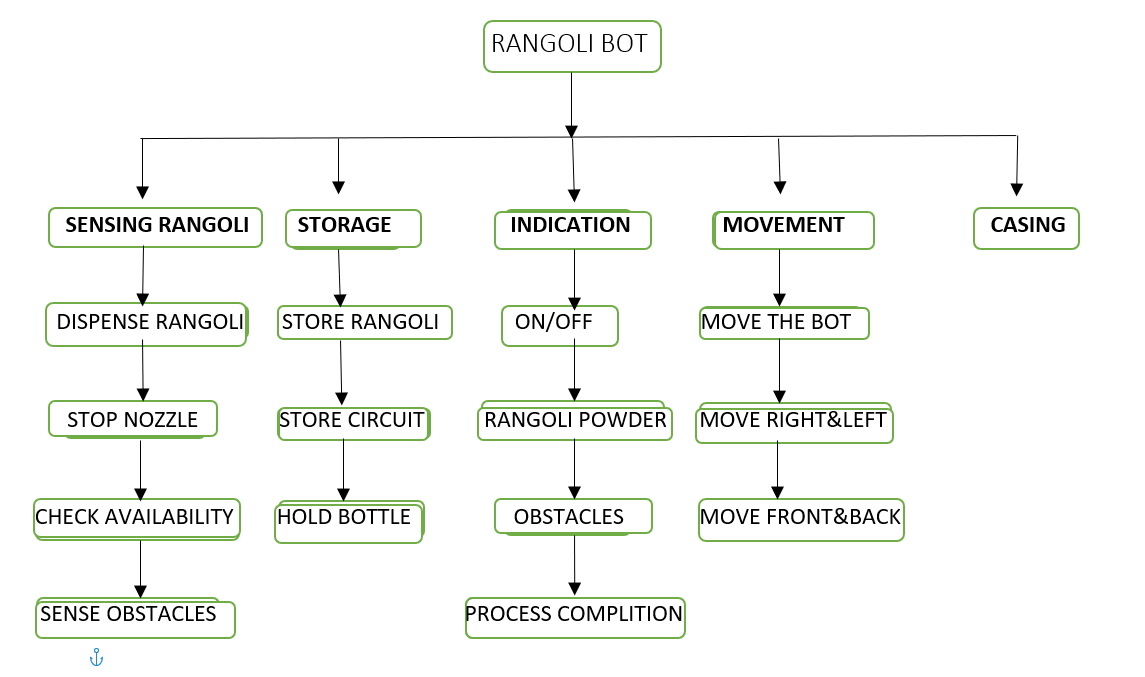 RANGOLI BOT
SENSING RANGOLI
STORAGE
INDICATION
MOVEMENT
CASING
DISPENSE RANGOLI
STORE RANGOLI
ON/OFF
MOVE THE BOT
STOP NOZZLE
STORE CIRCUIT
RANGOLI POWDER
MOVE RIGHT&LEFT
CHECK AVAILABILITY
HOLD BOTTLE
OBSTACLES
MOVE FRONT&BACK
SENSE OBSTACLES
PROCESS COMPLITION